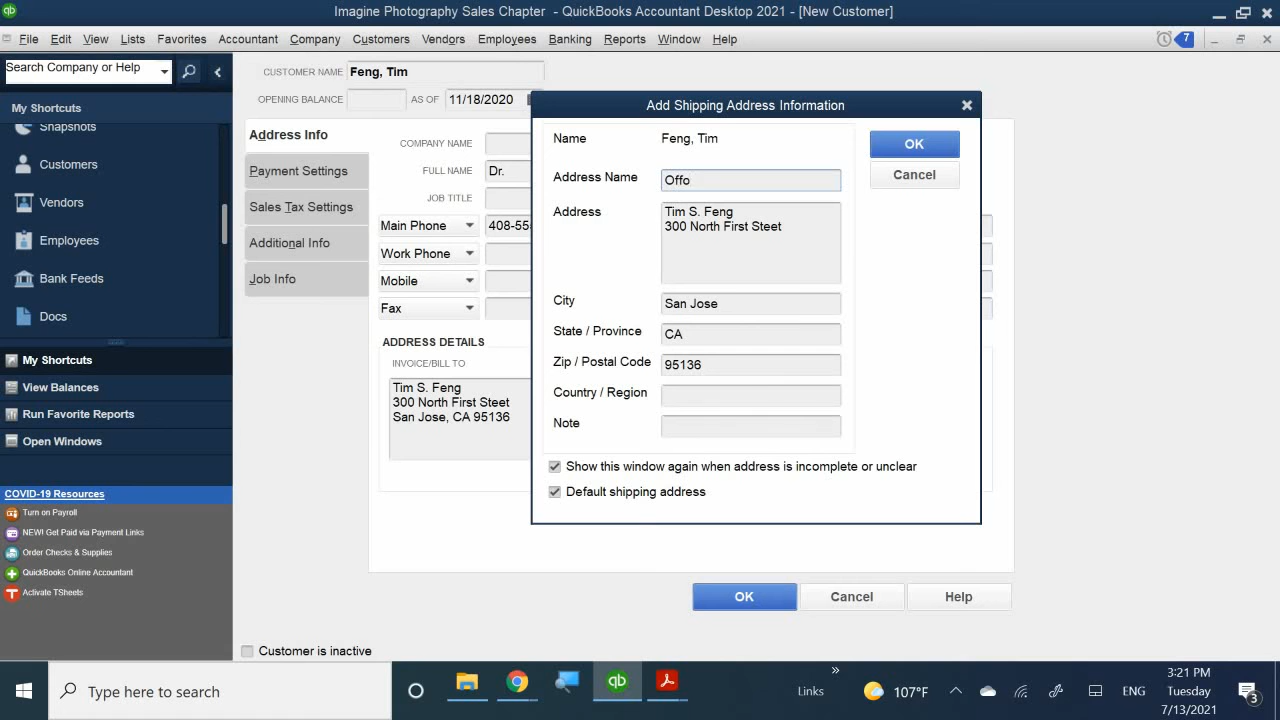 Imagine Photography Sales Chapter - QuickBooks Accountant Desktop 2021 - [New Customer]
File Edit View Lists Favorites Accountant Company Customers Vendors Employees Banking Reports Window Help
7
Search Company or Help
My Shortcuts
Snapshots
Customers
Vendors
Employees
Bank Feeds
Docs
My Shortcuts
View Balances
Run Favorite Reports
Open Windows
COVID-19 Resources
Turn on Payroll
NEW! Get Paid via Payment Links
Order Checks & Supplies
QuickBooks Online Accountant
Activate TSheets
CUSTOMER NAME Feng, Tim
OPENING BALANCE AS OF 11/18/2020
Address Info
Payment Settings
Sales Tax Settings
Additional Info
Job Info
COMPANY NAME
FULL NAME Dr.
JOB TITLE
Main Phone 408-55
Work Phone
Mobile
Fax
ADDRESS DETAILS
INVOICE/BILL TO
Tim S. Feng
300 North First Steet
San Jose, CA 95136
Add Shipping Address Information
Name Feng, Tim
Address Name Offo
Address Tim S. Feng
300 North First Steet
City San Jose
State / Province CA
Zip / Postal Code 95136
Country / Region
Note
Show this window again when address is incomplete or unclear
Default shipping address
OK
Cancel
OK Cancel Help
Customer is inactive
Type here to search
qb
Links
107°F
ENG
3:21 PM
Tuesday
7/13/2021
3